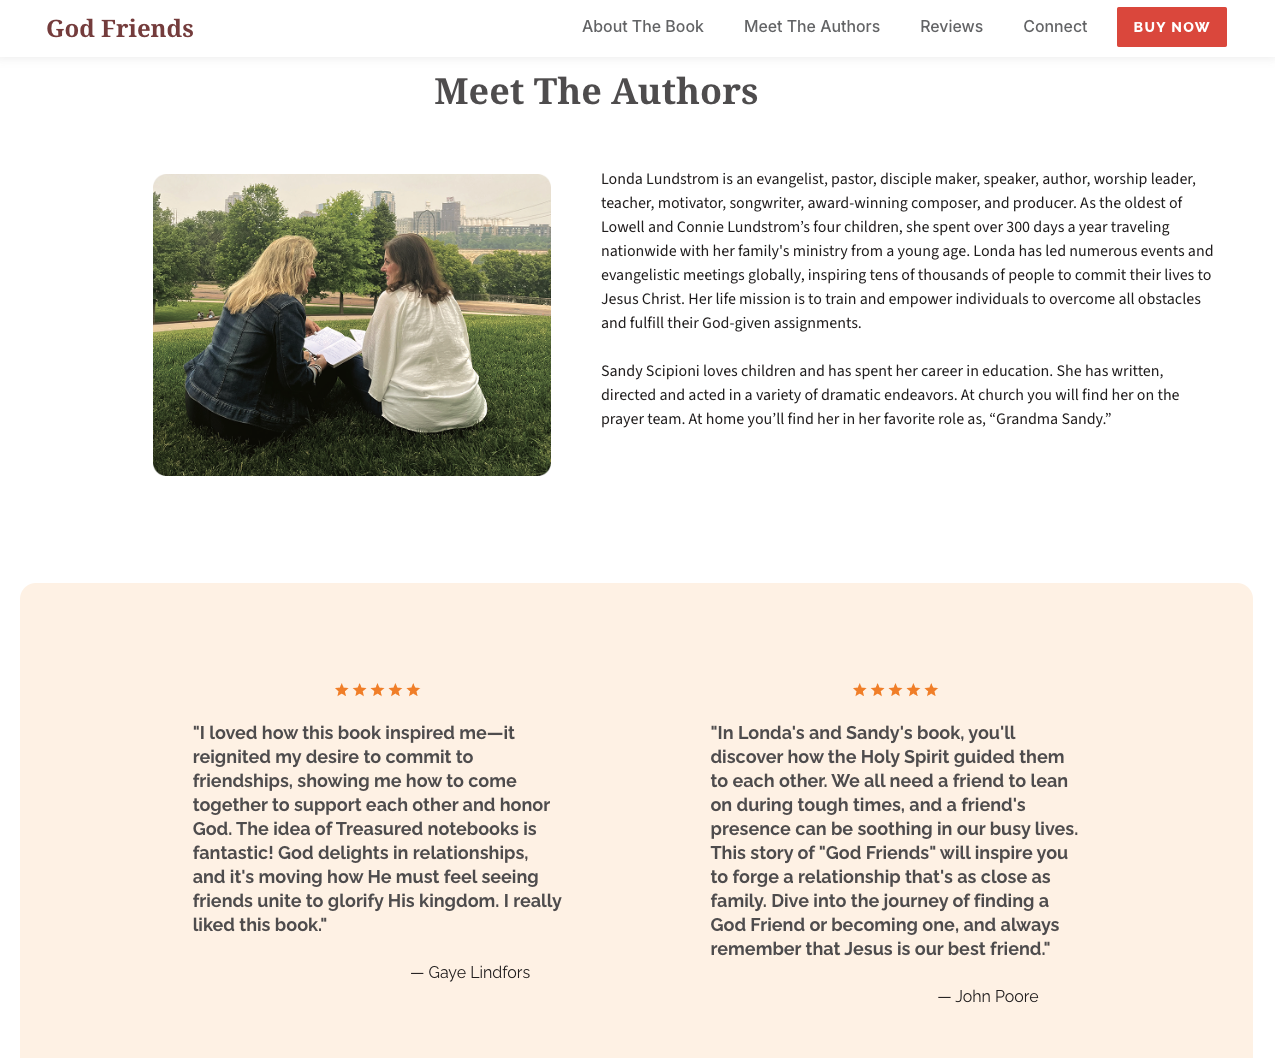 God Friends
About The Book
Meet The Authors
Reviews
Connect
BUY NOW
Meet The Authors
Londa Lundstrom is an evangelist, pastor, disciple maker, speaker, author, worship leader,
teacher, motivator, songwriter, award-winning composer, and producer. As the oldest of
Lowell and Connie Lundstrom’s four children, she spent over 300 days a year traveling
nationwide with her family's ministry from a young age. Londa has led numerous events and
evangelistic meetings globally, inspiring tens of thousands of people to commit their lives to
Jesus Christ. Her life mission is to train and empower individuals to overcome all obstacles
and fulfill their God-given assignments.
Sandy Scipioni loves children and has spent her career in education. She has written,
directed and acted in a variety of dramatic endeavors. At church you will find her on the
prayer team. At home you’ll find her in her favorite role as, “Grandma Sandy.”
"I loved how this book inspired me—it
reignited my desire to commit to
friendships, showing me how to come
together to support each other and honor
God. The idea of Treasured notebooks is
fantastic! God delights in relationships,
and it's moving how He must feel seeing
friends unite to glorify His kingdom. I really
liked this book."
— Gaye Lindfors
"In Londa's and Sandy's book, you'll
discover how the Holy Spirit guided them
to each other. We all need a friend to lean
on during tough times, and a friend's
presence can be soothing in our busy lives.
This story of "God Friends" will inspire you
to forge a relationship that's as close as
family. Dive into the journey of finding a
God Friend or becoming one, and always
remember that Jesus is our best friend."
— John Poore